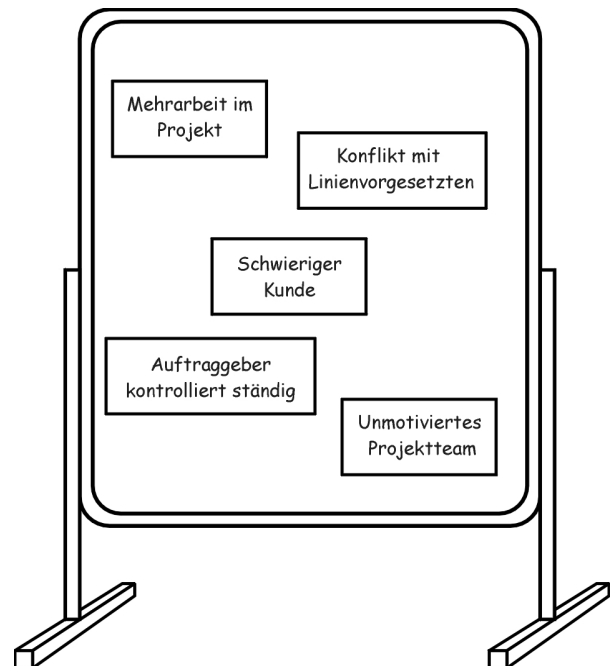 Mehrarbeit im
Projekt
Konflikt mit
Linienvorgesetzten
Schwieriger
Kunde
Auftraggeber
kontrolliert ständig
Unmotiviertes
Projektteam